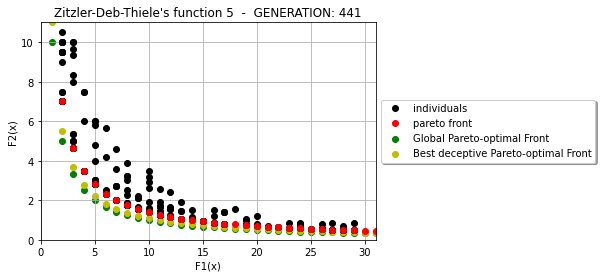 Zitzler-Deb-Thiele's function 5 - GENERATION: 441
10
8
6
4
2
0
F2(x)
0 5 10 15 20 25 30
F1(x)
individuals
pareto front
Global Pareto-optimal Front
Best deceptive Pareto-optimal Front